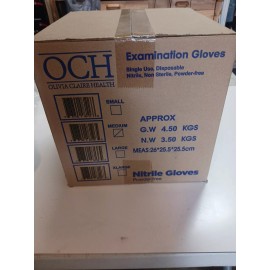 OCH
OLIVIA CLAIRE HEALTH
Examination Gloves
Single Use, Disposable
Nitrile, Non Sterile, Powder-free
SMALL
MEDIUM
LARGE
XLARGE
APPROX
G.W 4.50 KGS
N.W 3.50 KGS
MEAS:26*25.5*25.5cm
Nitrile Gloves
Powder-Free